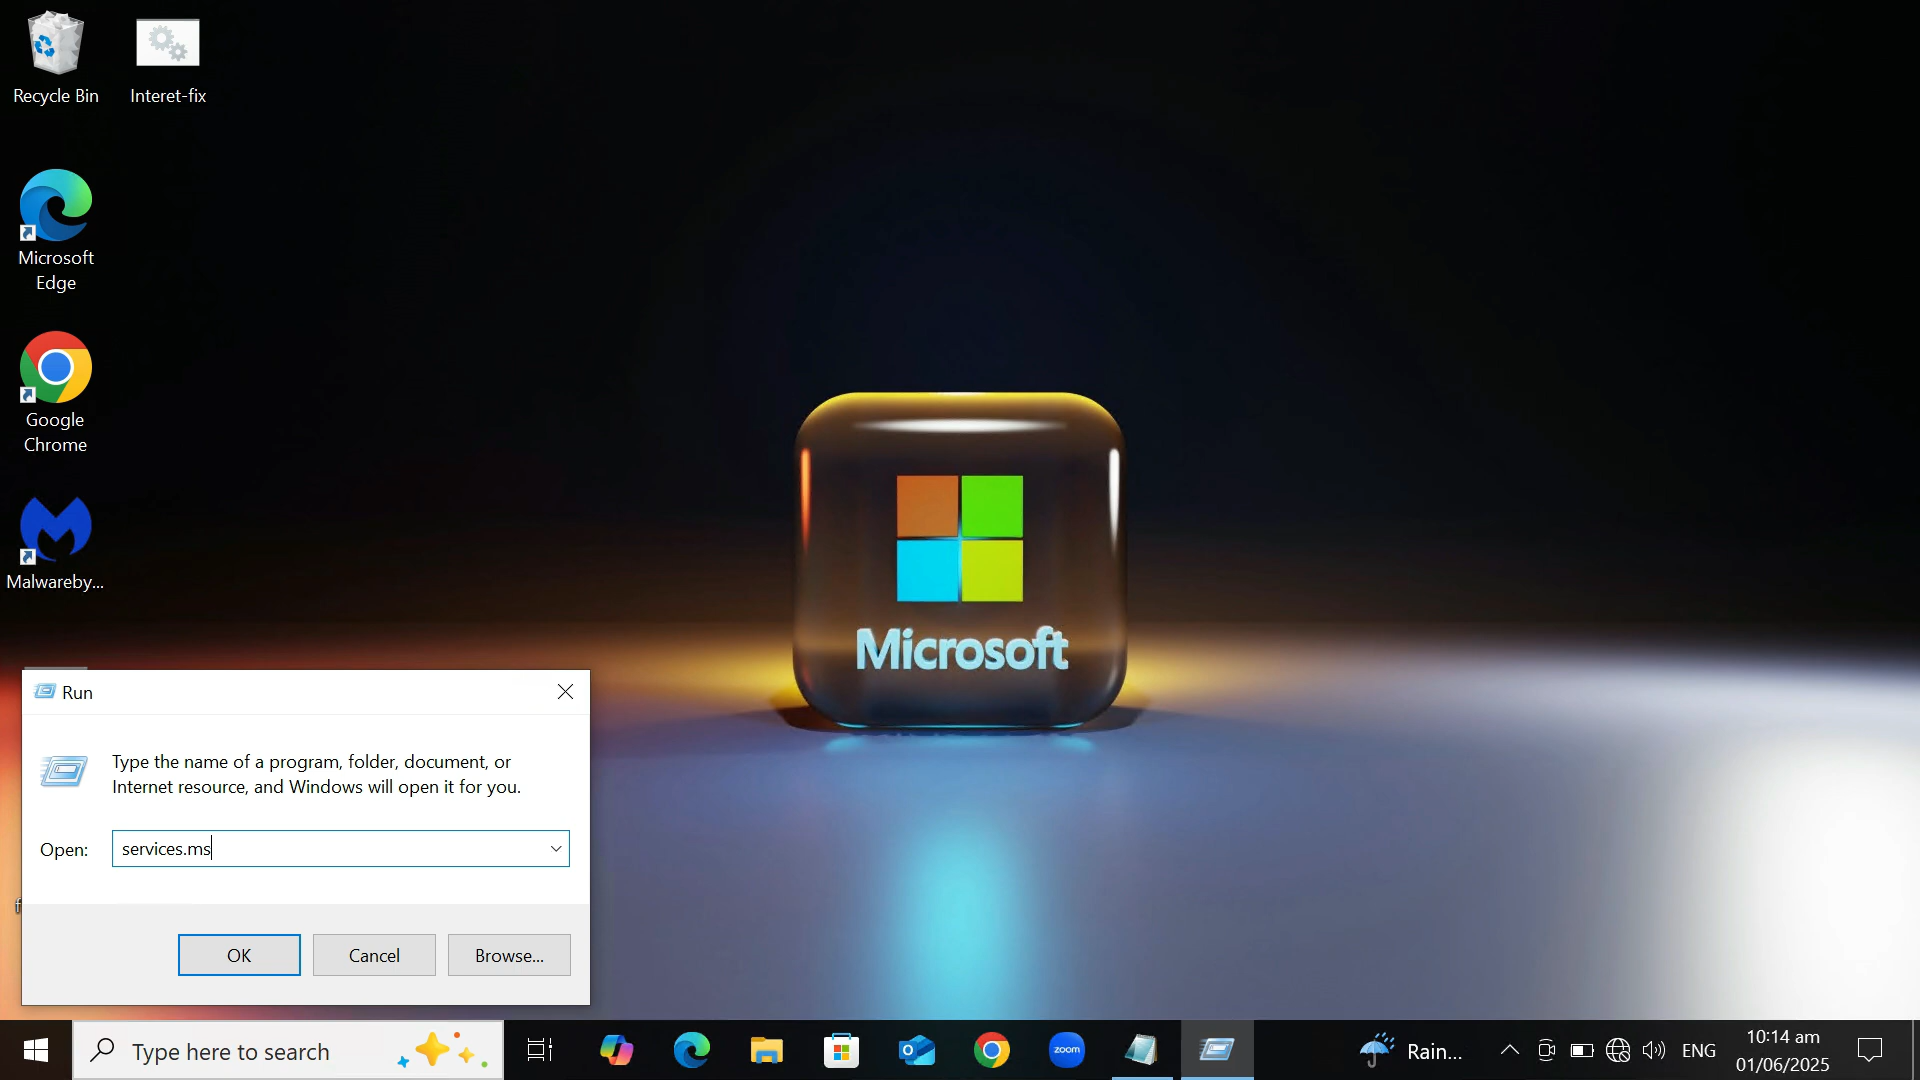 Recycle Bin
Interet-fix
Microsoft
Edge
Google
Chrome
Malwareby...
Microsoft
Run
Type the name of a program, folder, document, or
Internet resource, and Windows will open it for you.
Open:
services.ms
f
OK
Cancel
Browse...
Type here to search
zoom
Rain...
ENG
10:14 am
01/06/2025